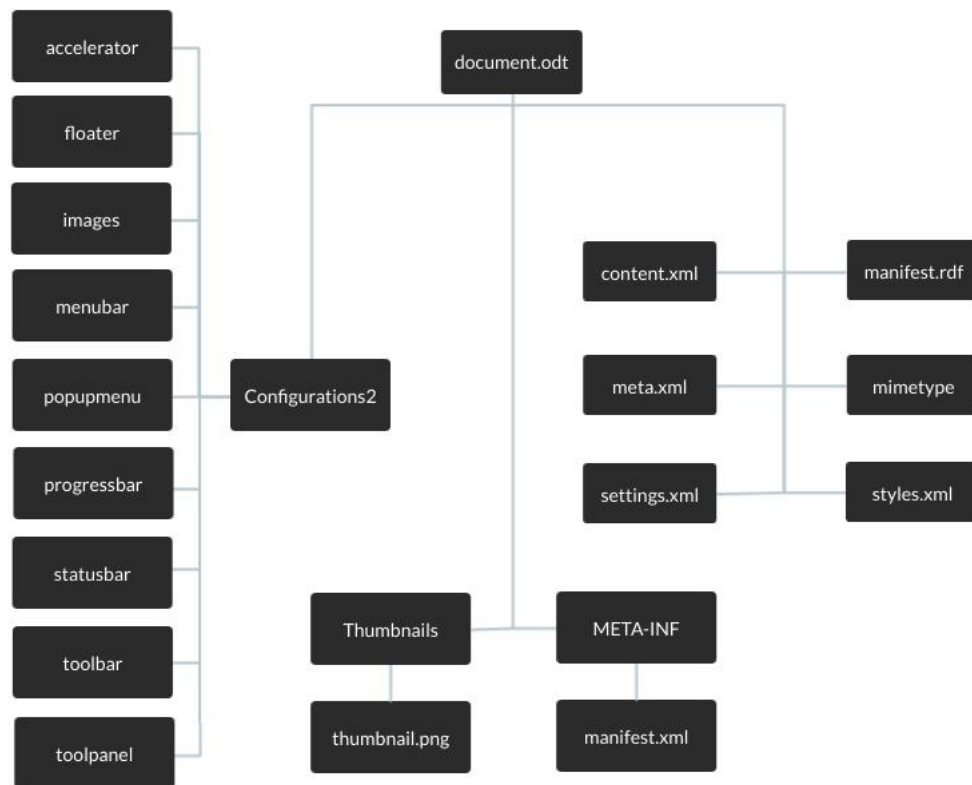 accelerator
document.odt
floater
images
content.xml
manifest.rdf
menubar
popupmenu
Configurations2
meta.xml
mimetype
progressbar
settings.xml
styles.xml
statusbar
Thumbnails
META-INF
toolbar
thumbnail.png
manifest.xml
toolpanel